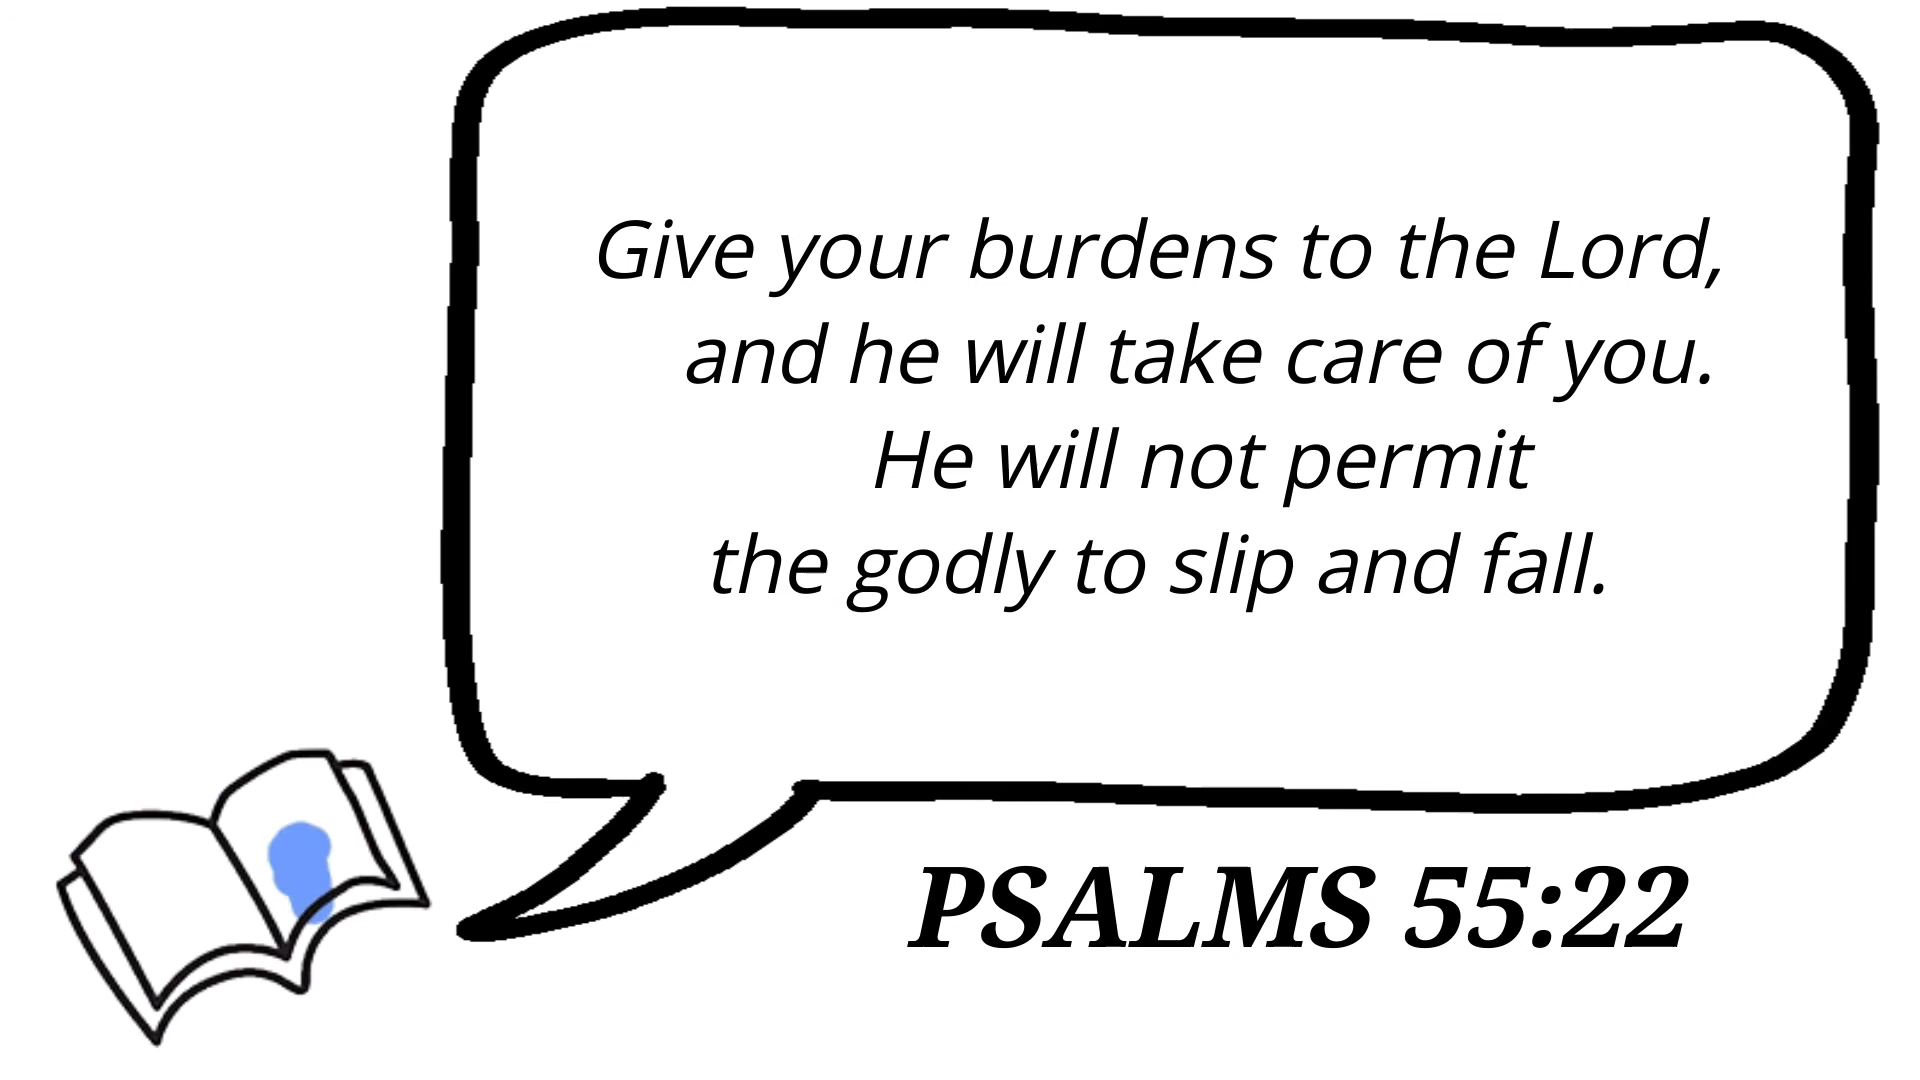 Give your burdens to the Lord,
and he will take care of you.
He will not permit
the godly to slip and fall.
PSALMS 55:22